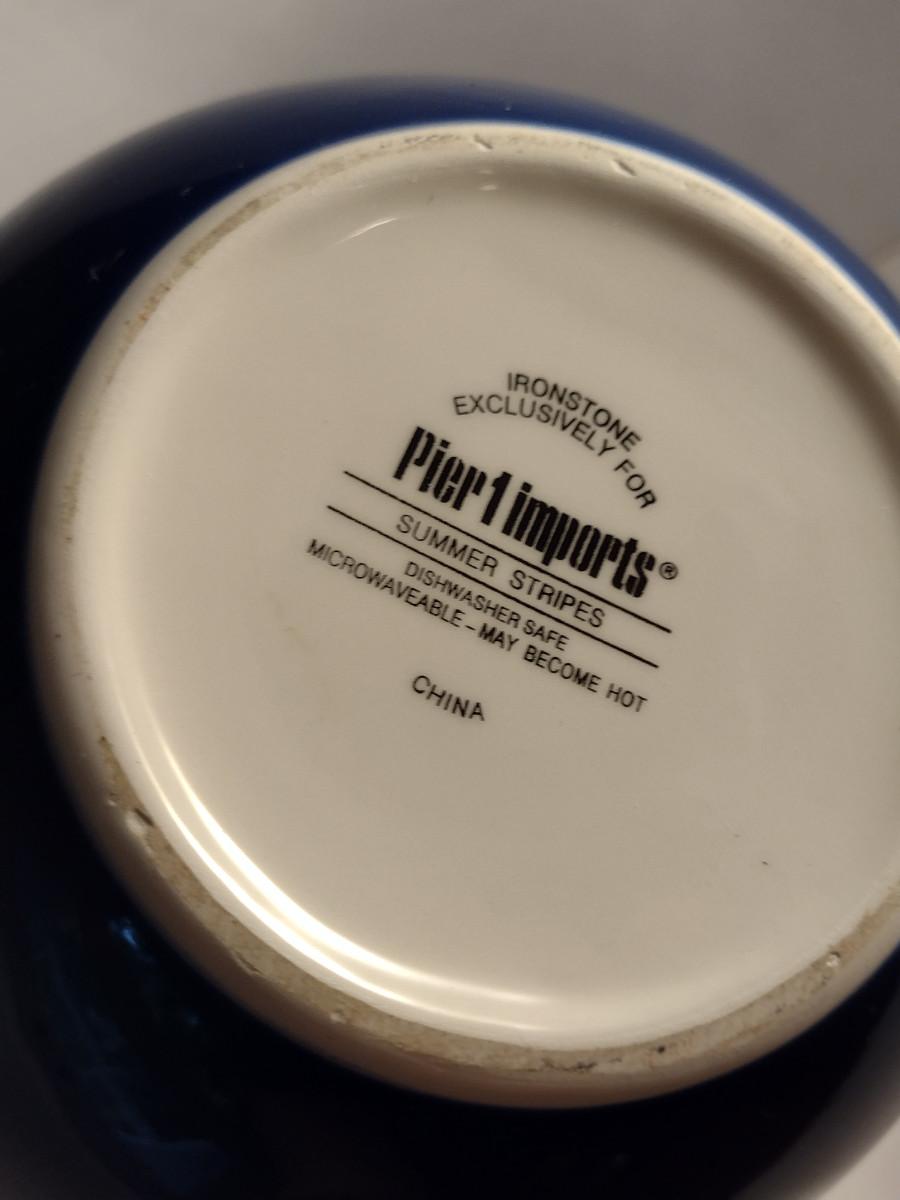 IRONSTONE
EXCLUSIVELY FOR
Pier 1 imports®
SUMMER STRIPES
DISHWASHER SAFE
MICROWAVEABLE – MAY BECOME HOT
CHINA